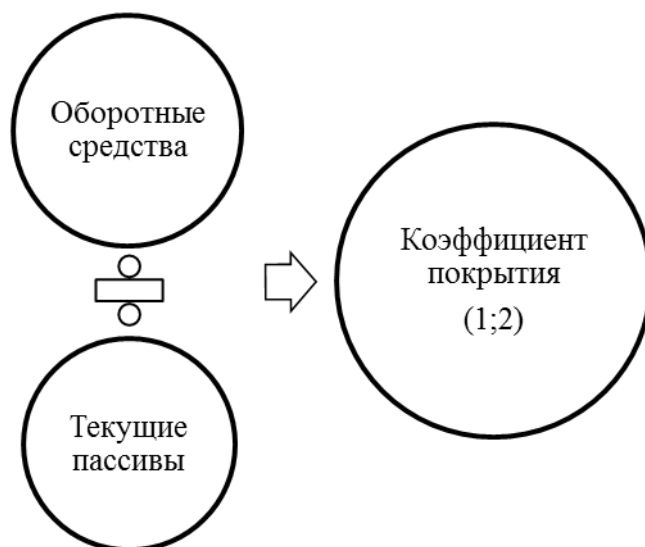 Оборотные
средства
Текущие
пассивы
Коэффициент
покрытия
(1;2)